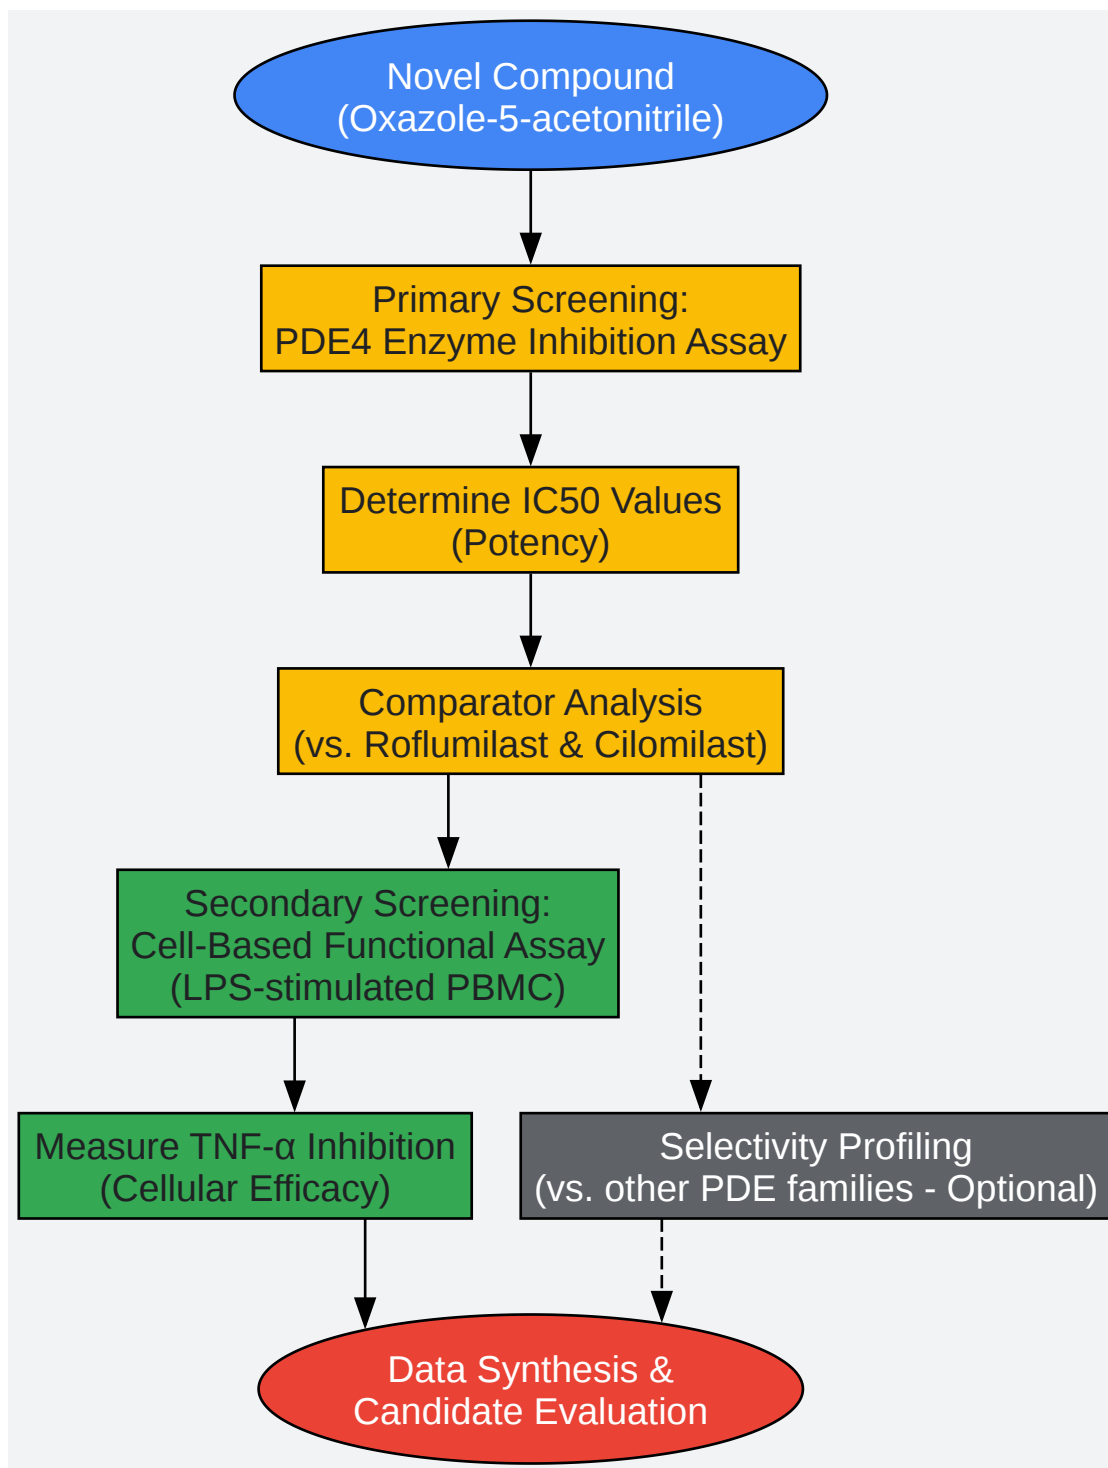 Novel Compound
(Oxazole-5-acetonitrile)
Primary Screening:
PDE4 Enzyme Inhibition Assay
Determine IC50 Values
(Potency)
Comparator Analysis
(vs. Roflumilast & Cilomilast)
Secondary Screening:
Cell-Based Functional Assay
(LPS-stimulated PBMC)
Measure TNF-α Inhibition
(Cellular Efficacy)
Selectivity Profiling
(vs. other PDE families - Optional)
Data Synthesis &
Candidate Evaluation